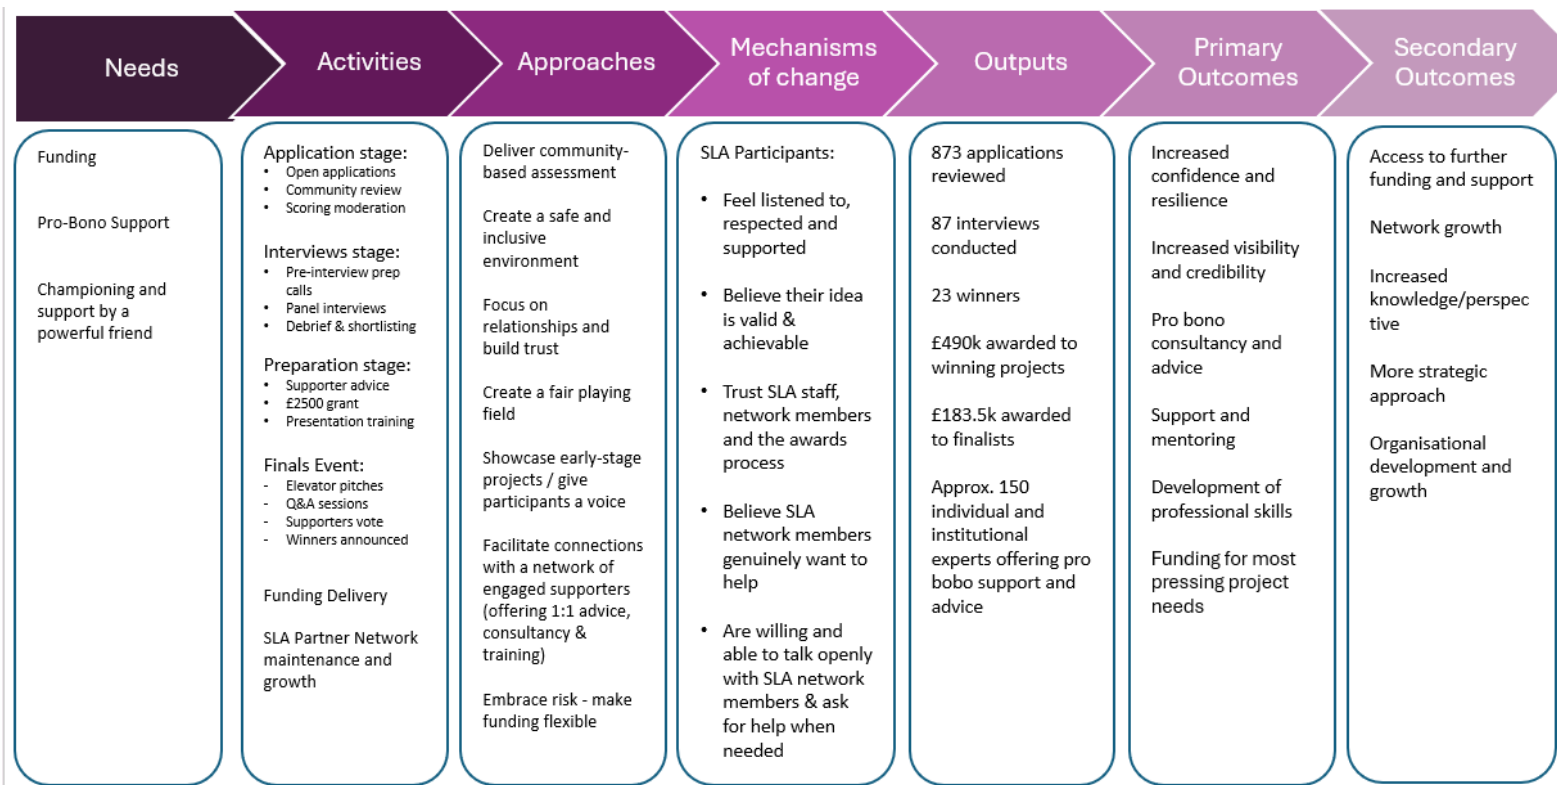 Needs
Activities
Approaches
Mechanisms
of change
Outputs
Primary
Outcomes
Secondary
Outcomes
Funding
Pro-Bono Support
Championing and
support by a
powerful friend
Application stage:
• Open applications
• Community review
• Scoring moderation
Interviews stage:
• Pre-interview prep
calls
• Panel interviews
• Debrief & shortlisting
Preparation stage:
• Supporter advice
• £2500 grant
• Presentation training
Finals Event:
- Elevator pitches
- Q&A sessions
- Supporters vote
- Winners announced
Funding Delivery
SLA Partner Network
maintenance and
growth
Deliver community-
based assessment
Create a safe and
inclusive
environment
Focus on
relationships and
build trust
Create a fair playing
field
Showcase early-stage
projects / give
participants a voice
Facilitate connections
with a network of
engaged supporters
(offering 1:1 advice,
consultancy &
training)
Embrace risk - make
funding flexible
SLA Participants:
• Feel listened to,
respected and
supported
• Believe their idea
is valid &
achievable
• Trust SLA staff,
network members
and the awards
process
• Believe SLA
network members
genuinely want to
help
• Are willing and
able to talk openly
with SLA network
members & ask
for help when
needed
873 applications
reviewed
87 interviews
conducted
23 winners
£490k awarded to
winning projects
£183.5k awarded
to finalists
Approx. 150
individual and
institutional
experts offering pro
bobo support and
advice
Increased
confidence and
resilience
Increased visibility
and credibility
Pro bono
consultancy and
advice
Support and
mentoring
Development of
professional skills
Funding for most
pressing project
needs
Access to further
funding and support
Network growth
Increased
knowledge/perspec
tive
More strategic
approach
Organisational
development and
growth